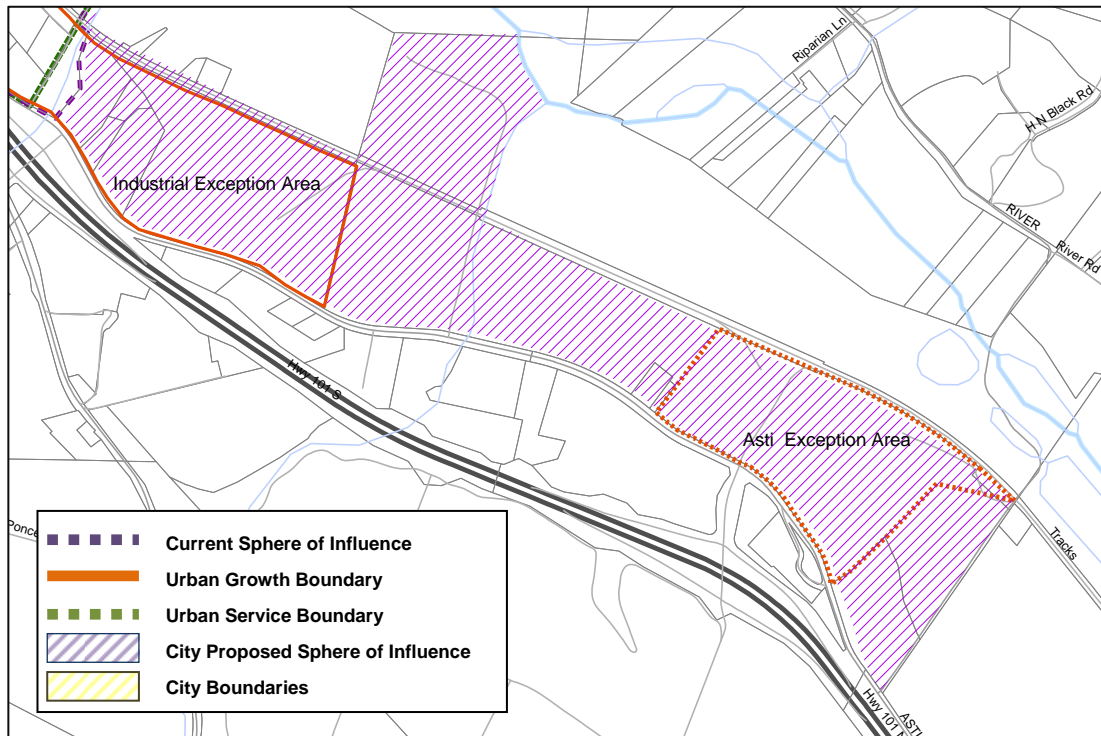 Riparian Ln
H N Black Rd
Industrial Exception Area
RIVER
River Rd
Hwy 101 S
Asti Exception Area
Ponce
Tracks
Current Sphere of Influence
Urban Growth Boundary
Urban Service Boundary
City Proposed Sphere of Influence
City Boundaries
Hwy 101 N
ASTI